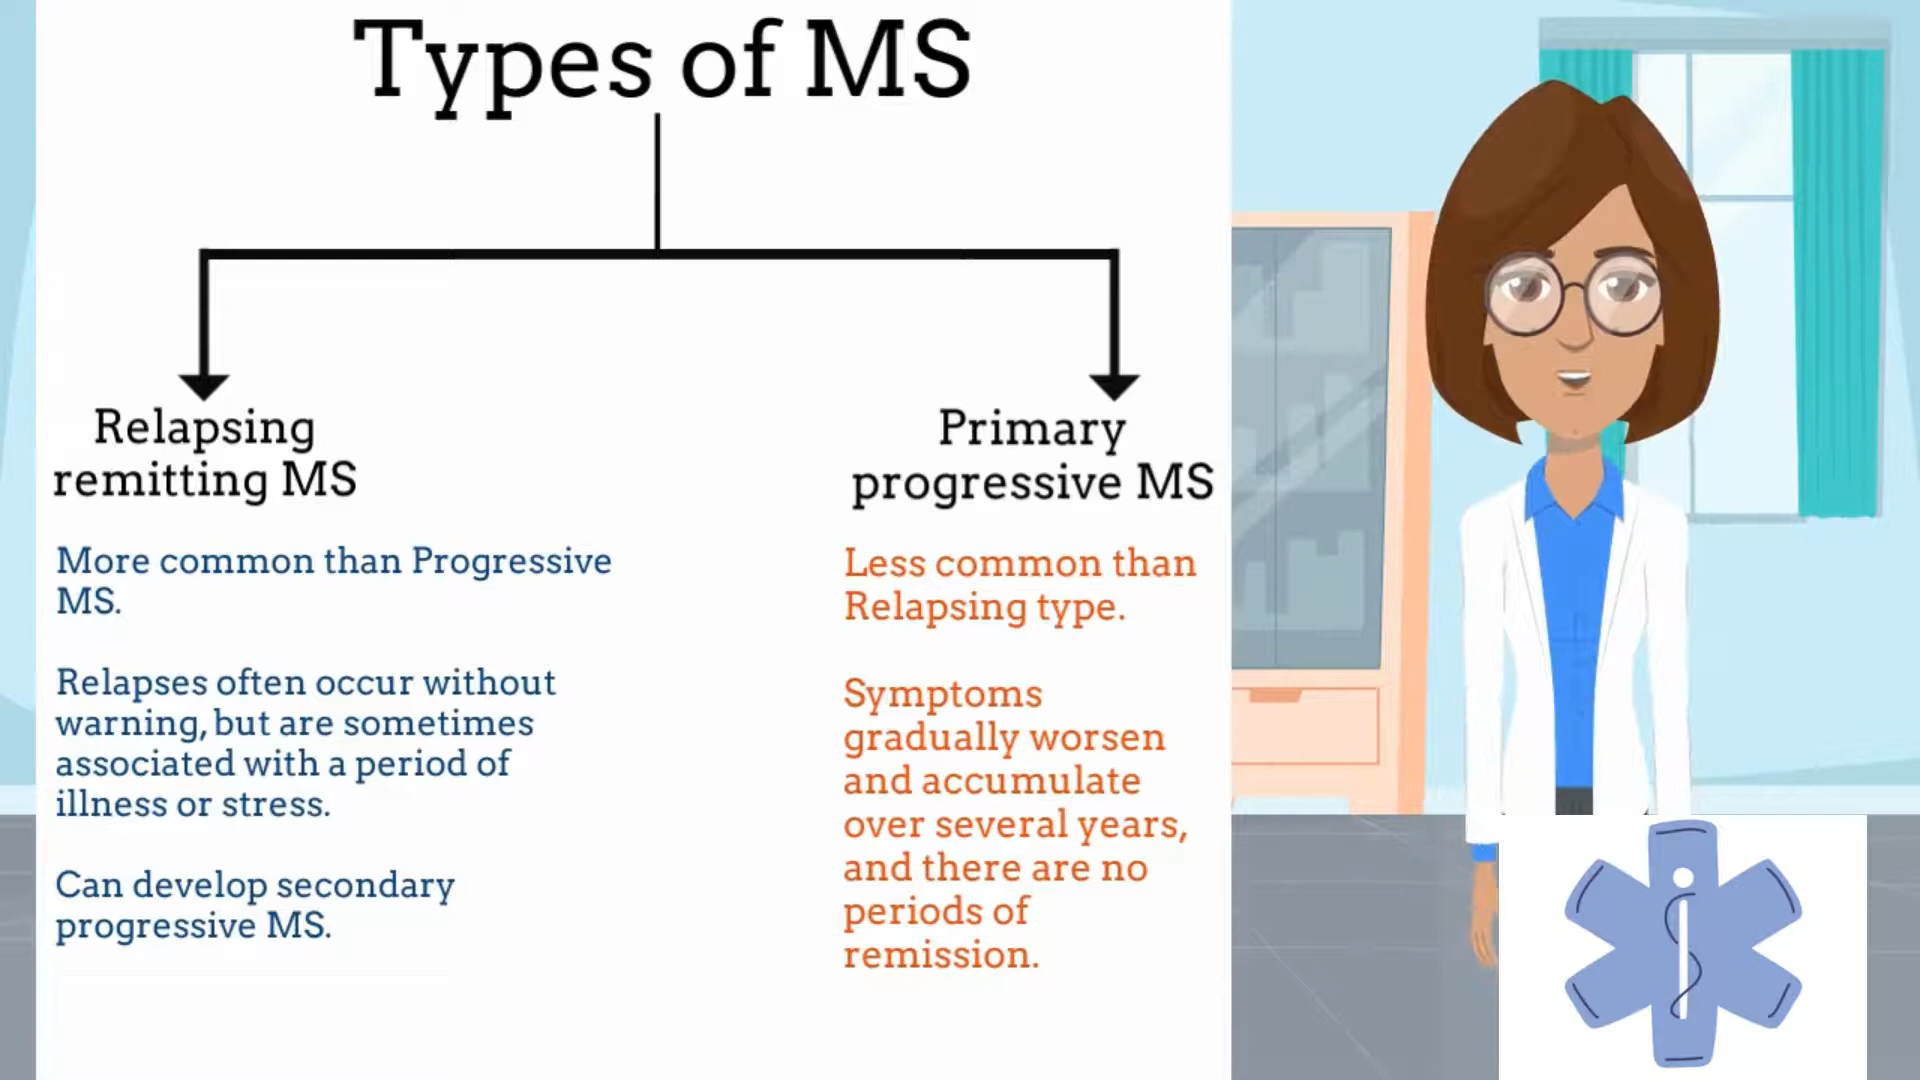 Types of MS
Relapsing
remitting MS
More common than Progressive
MS.
Relapses often occur without
warning, but are sometimes
associated with a period of
illness or stress.
Can develop secondary
progressive MS.
Primary
progressive MS
Less common than
Relapsing type.
Symptoms
gradually worsen
and accumulate
over several years,
and there are no
periods of
remission.